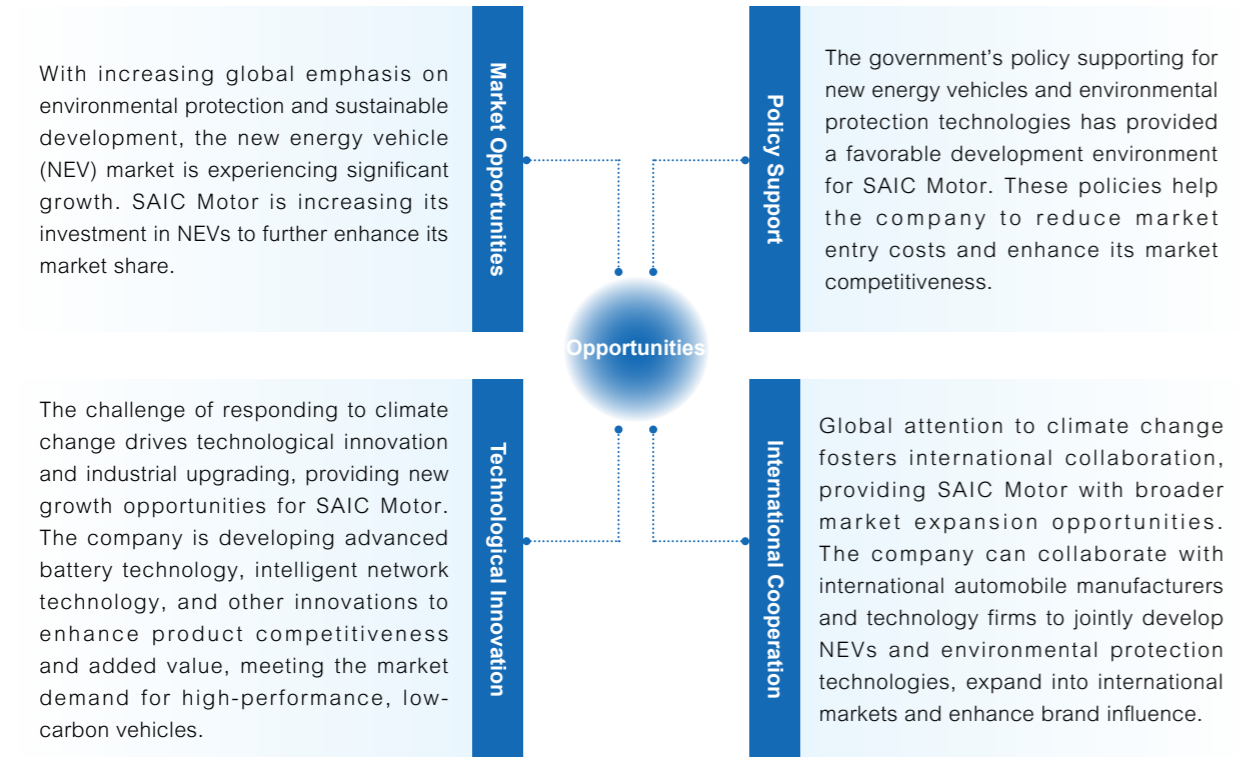 With increasing global emphasis on
environmental protection and sustainable
development, the new energy vehicle
(NEV) market is experiencing significant
growth. SAIC Motor is increasing its
investment in NEVs to further enhance its
market share.
Market Opportunities
Policy Support
The government’s policy supporting for
new energy vehicles and environmental
protection technologies has provided
a favorable development environment
for SAIC Motor. These policies help
the company to reduce market
entry costs and enhance its market
competitiveness.
Opportunities
The challenge of responding to climate
change drives technological innovation
and industrial upgrading, providing new
growth opportunities for SAIC Motor.
The company is developing advanced
battery technology, intelligent network
technology, and other innovations to
enhance product competitiveness
and added value, meeting the market
demand for high-performance, low-
carbon vehicles.
Technological Innovation
International Cooperation
Global attention to climate change
fosters international collaboration,
providing SAIC Motor with broader
market expansion opportunities.
The company can collaborate with
international automobile manufacturers
and technology firms to jointly develop
NEVs and environmental protection
technologies, expand into international
markets and enhance brand influence.